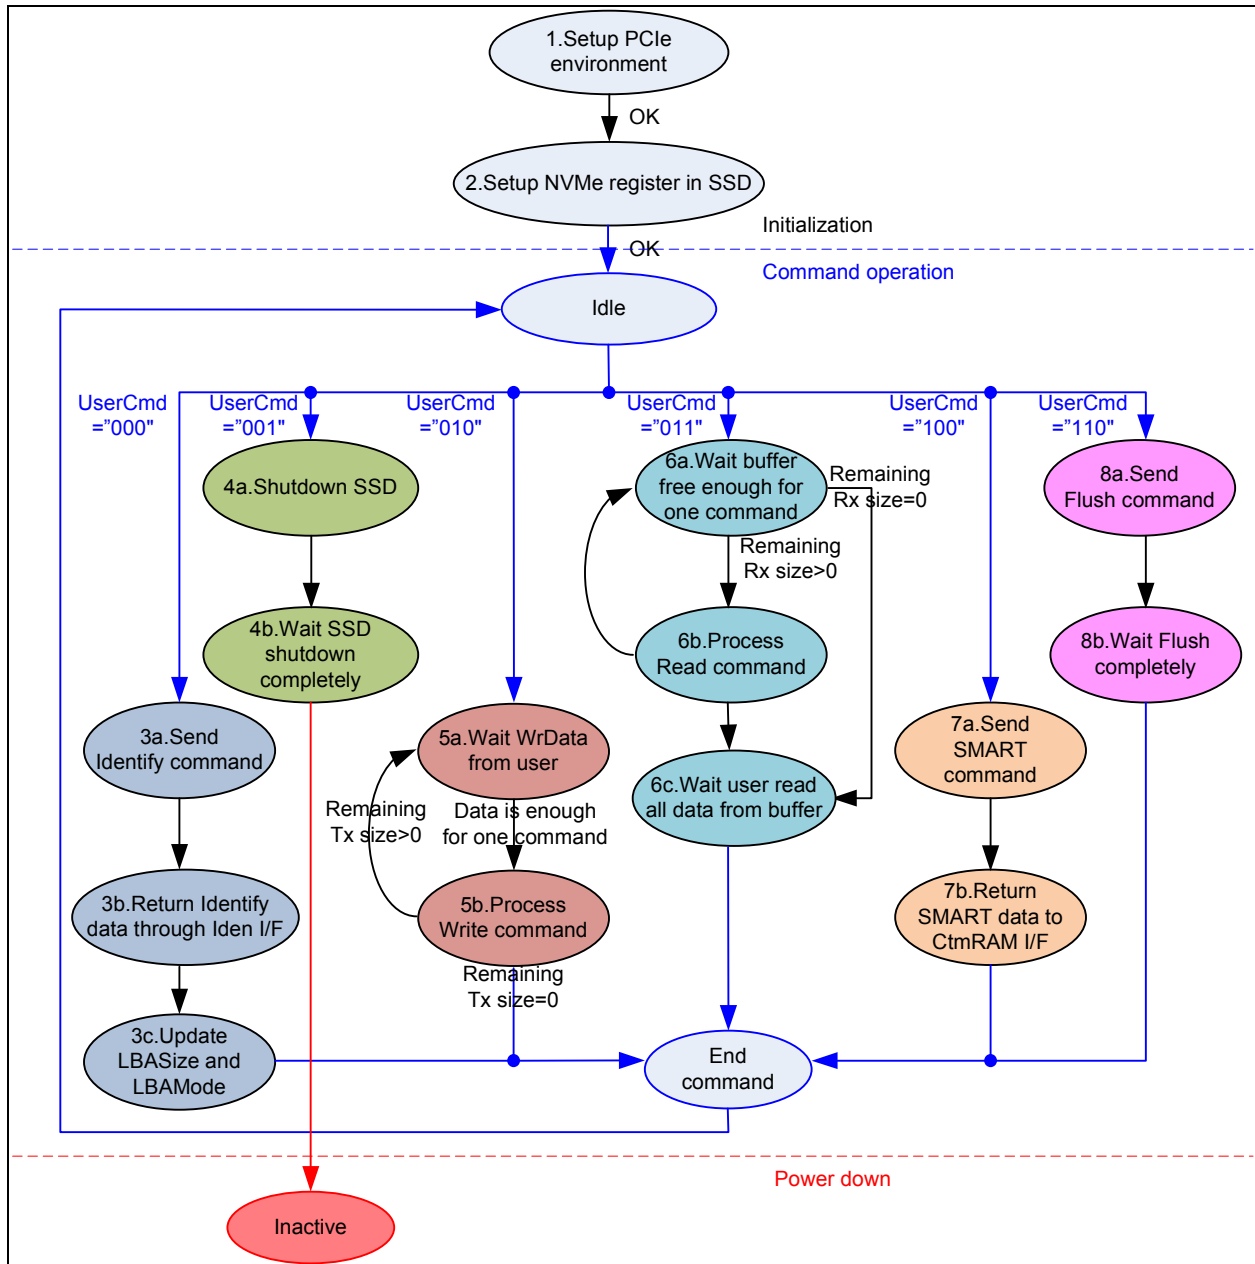 1.Setup PCIe
environment
OK
2.Setup NVMe register in SSD
Initialization
OK
Command operation
Idle
UserCmd
="000"
UserCmd
="001"
UserCmd
="010"
UserCmd
="011"
UserCmd
="100"
UserCmd
="110"
4a.Shutdown SSD
6a.Wait buffer
free enough for
one command
Remaining
Rx size=0
8a.Send
Flush command
Remaining
Rx size>0
4b.Wait SSD
shutdown
completely
6b.Process
Read command
8b.Wait Flush
completely
3a.Send
Identify command
5a.Wait WrData
from user
7a.Send
SMART
command
6c.Wait user read
all data from buffer
Remaining
Tx size>0
Data is enough
for one command
3b.Return Identify
data through Iden I/F
5b.Process
Write command
7b.Return
SMART data to
CtmRAM I/F
Remaining
Tx size=0
3c.Update
LBASize and
LBAMode
End
command
Power down
Inactive